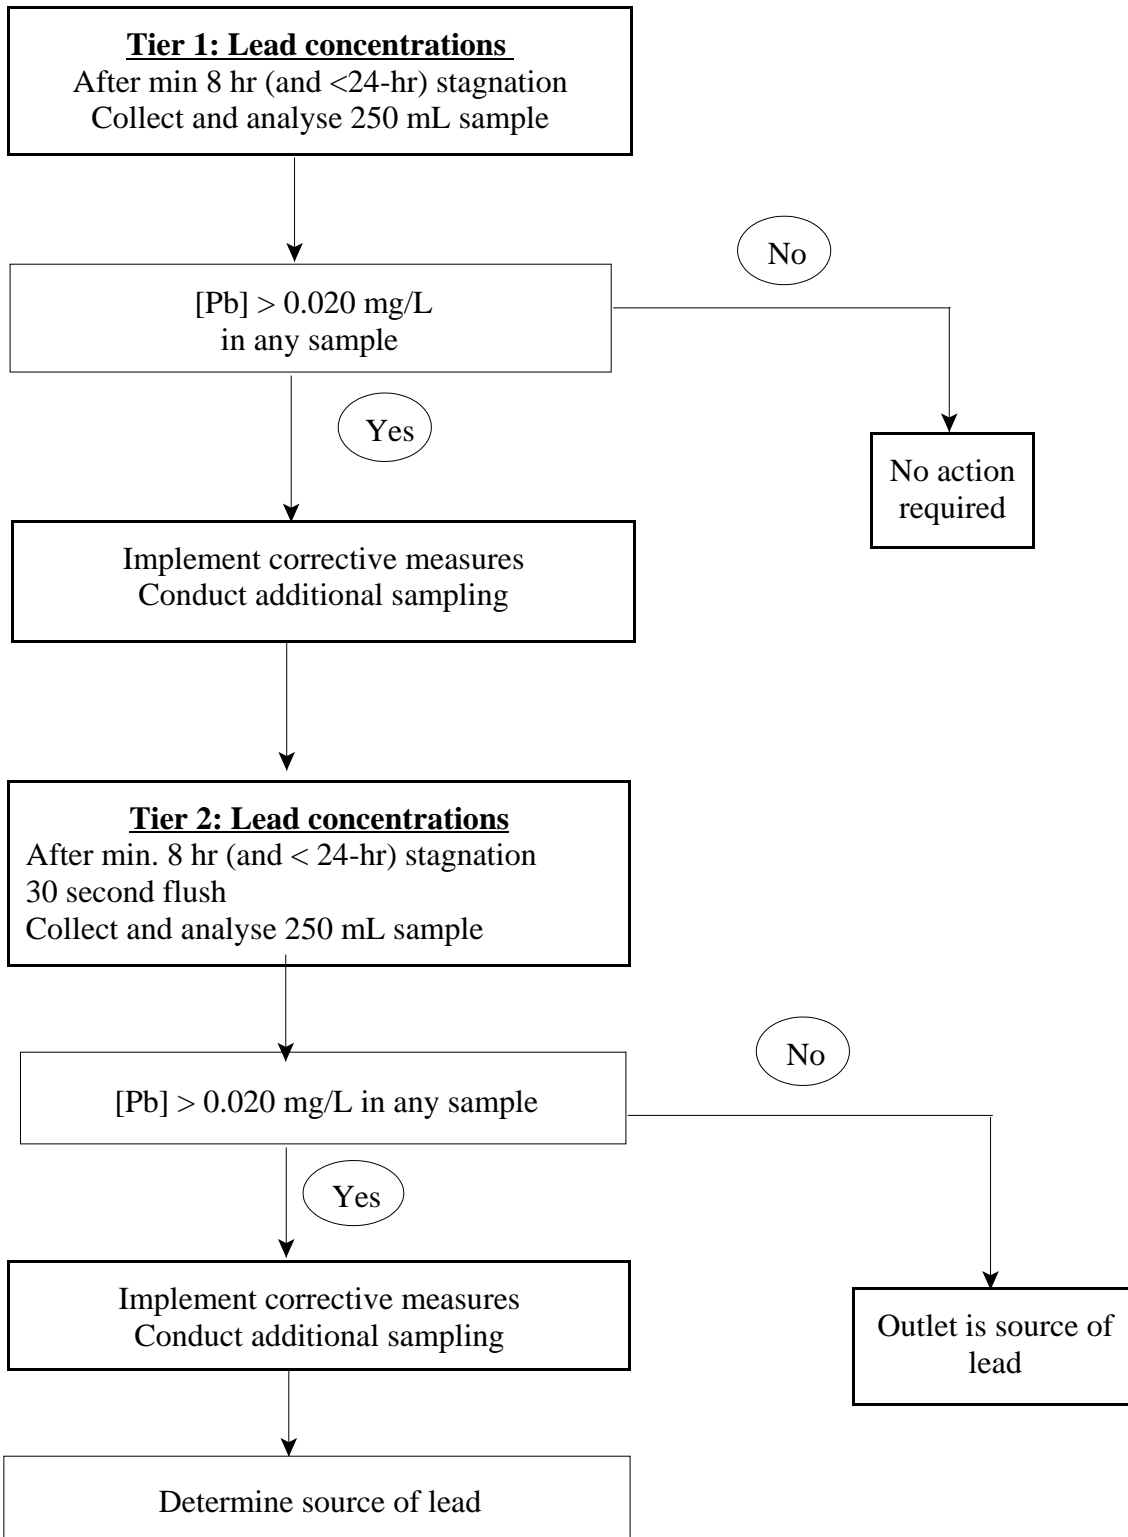 Tier 1: Lead concentrations
After min 8 hr (and <24-hr) stagnation
Collect and analyse 250 mL sample
No
[Pb] > 0.020 mg/L
in any sample
Yes
No action
required
Implement corrective measures
Conduct additional sampling
Tier 2: Lead concentrations
After min. 8 hr (and < 24-hr) stagnation
30 second flush
Collect and analyse 250 mL sample
No
[Pb] > 0.020 mg/L in any sample
Yes
Implement corrective measures
Conduct additional sampling
Outlet is source of
lead
Determine source of lead